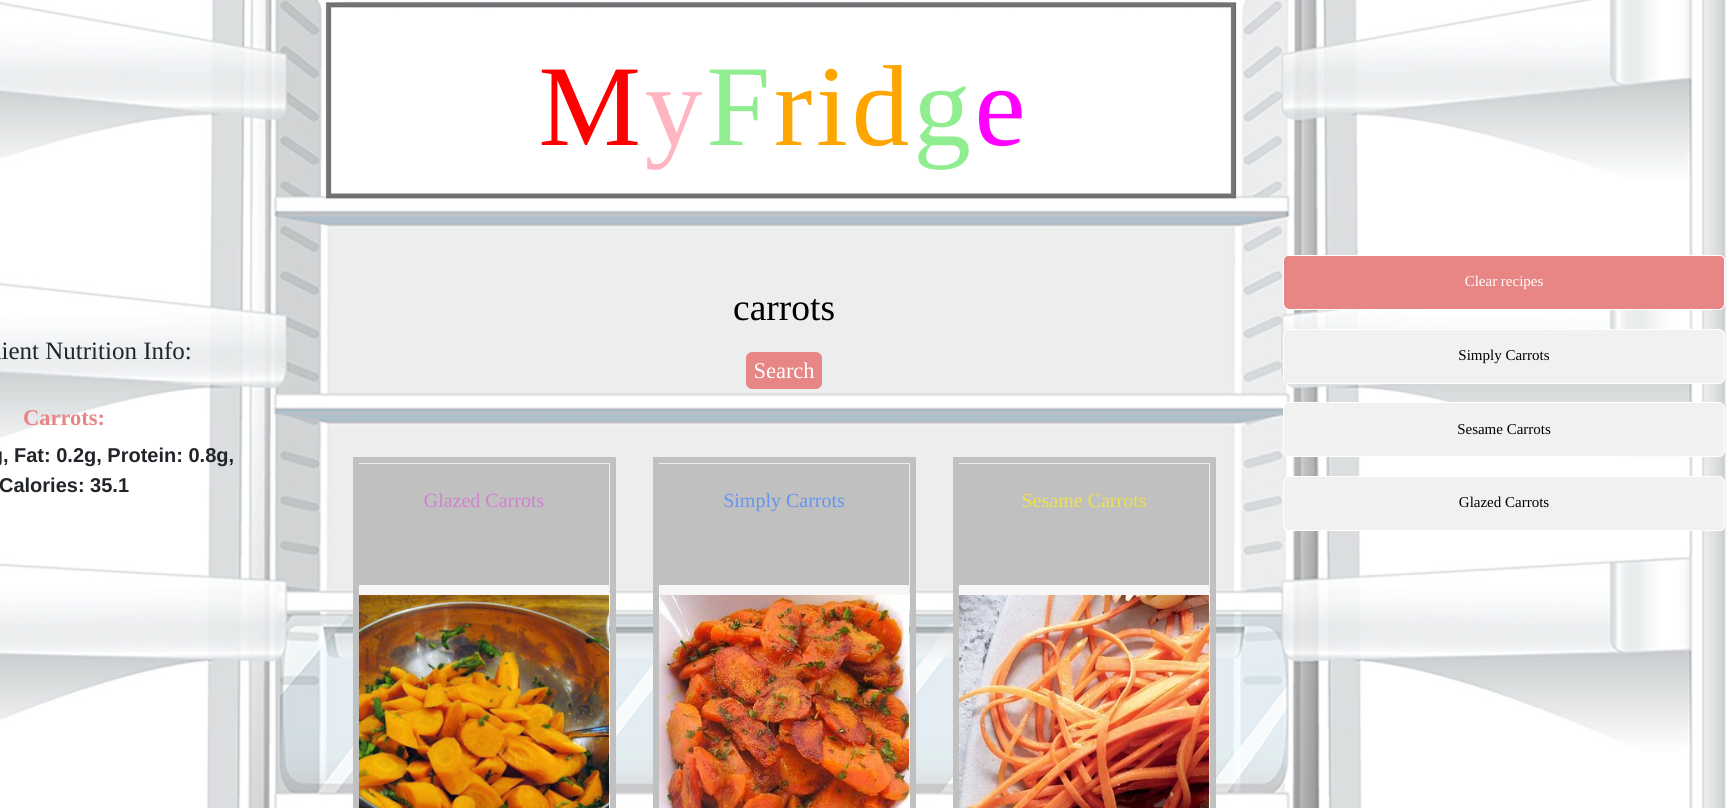 MyFridge
carrots
Search
Nutrition Info:
Carrots:
Fat: 0.2g, Protein: 0.8g,
Calories: 35.1
Clear recipes
Simply Carrots
Sesame Carrots
Glazed Carrots
Glazed Carrots
Simply Carrots
Sesame Carrots